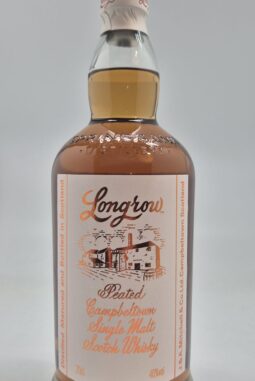 Longrow
Peated
Campbeltown
Single Malt
Scotch Whisky
70cl
46%vol
Distilled, Matured and Bottled in Scotland
J & A Mitchell & Co Ltd Campbeltown, Scotland